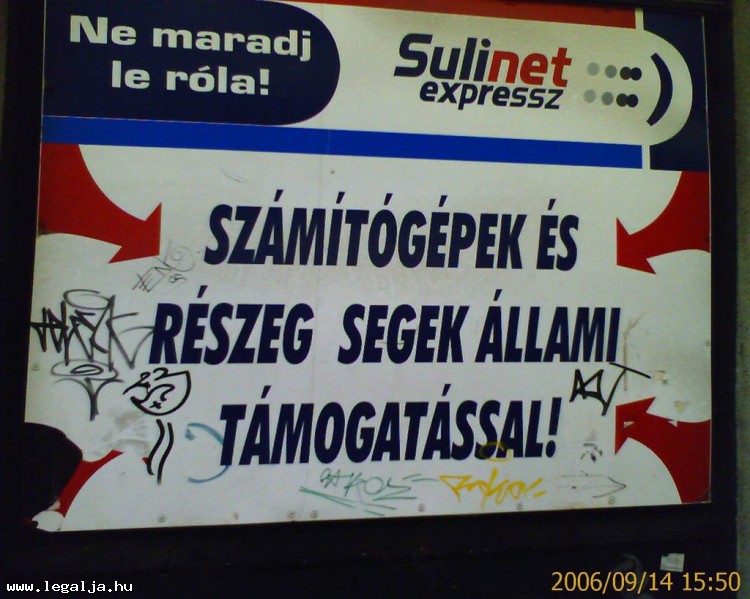 Ne maradj
le róla!
Sulinet
expressz
SZÁMÍTÓGÉPEK ÉS
RÉSZEG SEGEK ÁLLAMI
TÁMOGATÁSSAL!
www.legalja.hu
2006/09/14 15:50